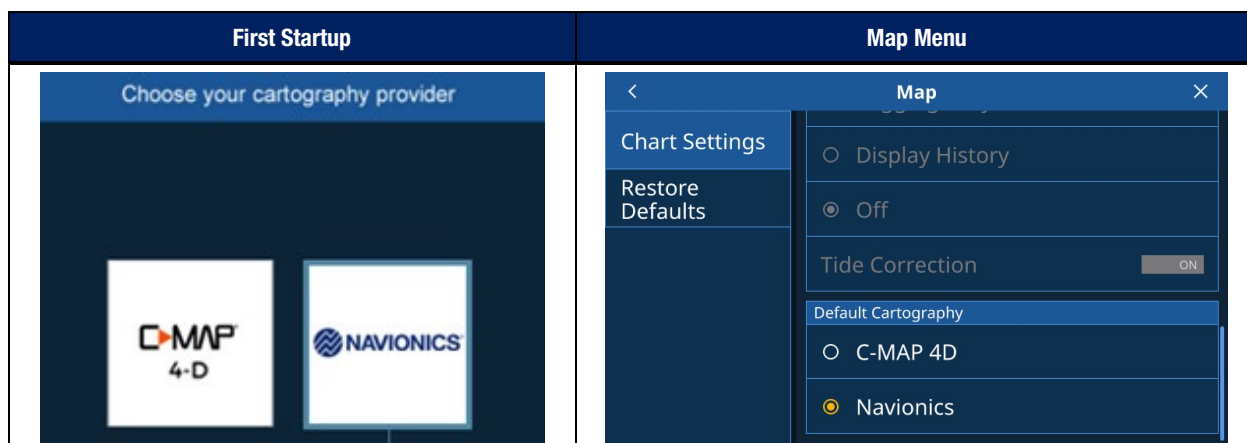 First Startup
Map Menu
Choose your cartography provider
C-MAP
4-D
NAVIONICS
Map
Chart Settings
Restore
Defaults
Display History
Off
Tide Correction
ON
Default Cartography
C-MAP 4D
Navionics